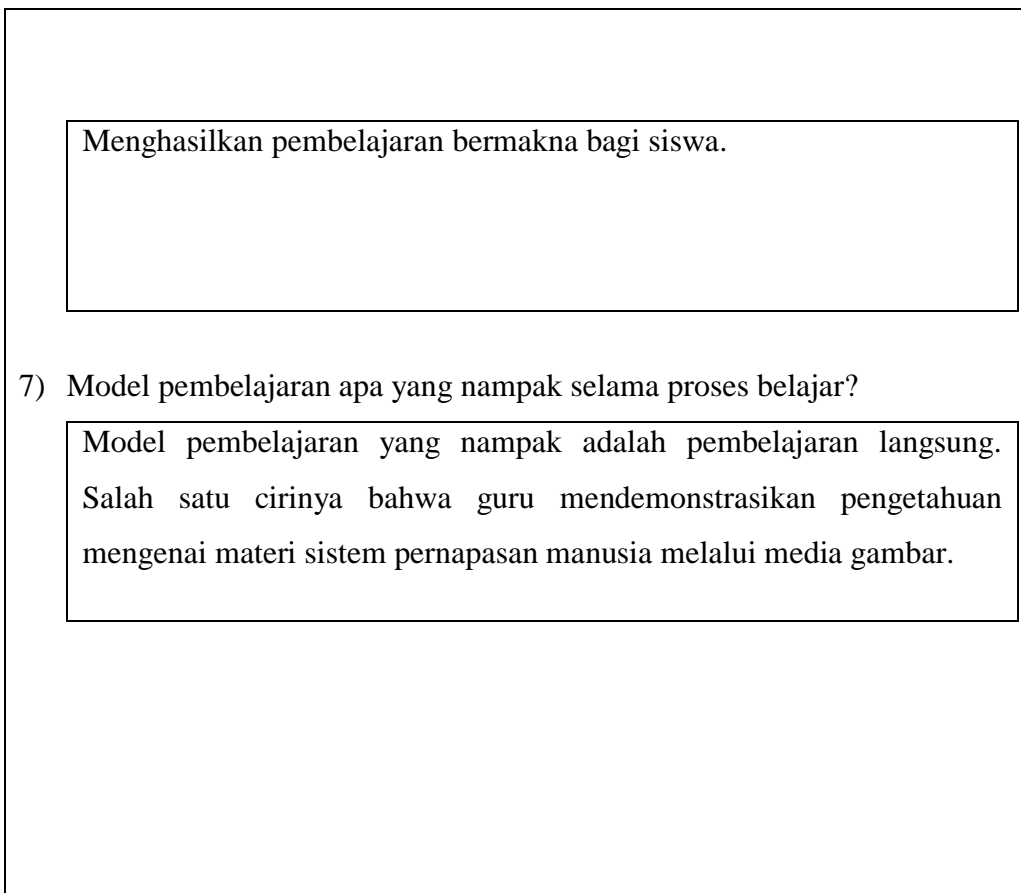 Menghasilkan pembelajaran bermakna bagi siswa.
7) Model pembelajaran apa yang nampak selama proses belajar?
Model pembelajaran yang nampak adalah pembelajaran langsung.
Salah satu cirinya bahwa guru mendemonstrasikan pengetahuan
mengenai materi sistem pernapasan manusia melalui media gambar.